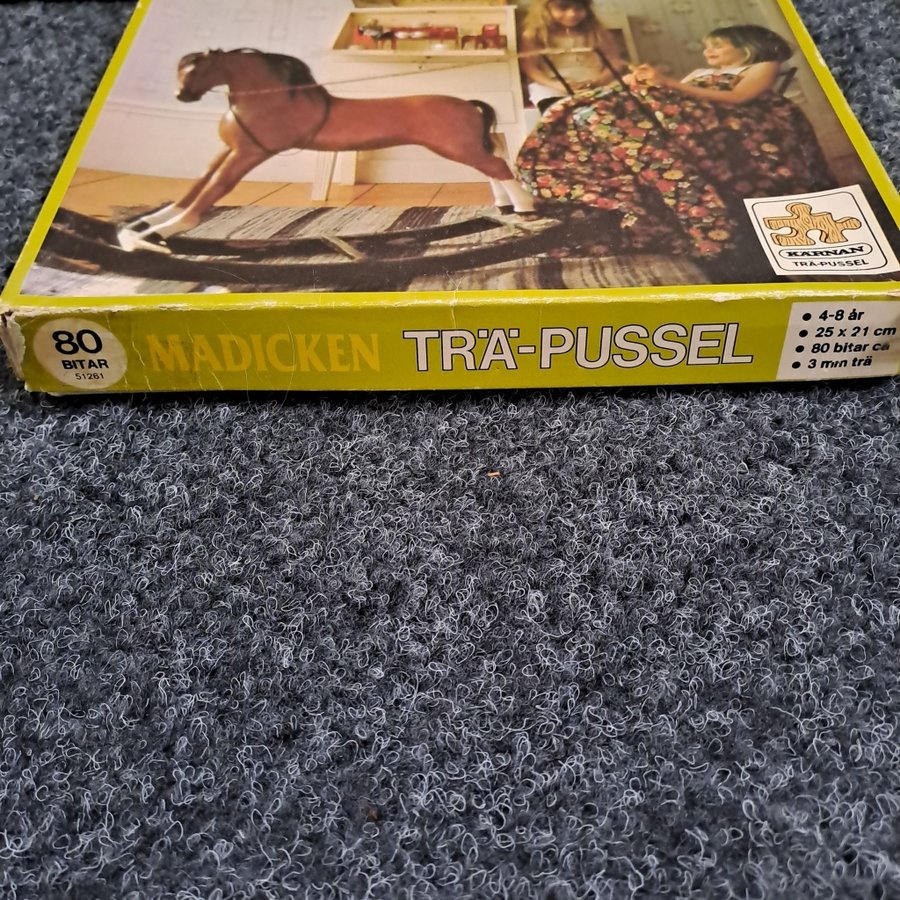 KÄRNAN
TRÄ-PUSSEL
80
BITAR
51261
MADICKEN TRÄ-PUSSEL
• 4-8 år
• 25 x 21 cm
• 80 bitar ca
• 3 mm trä